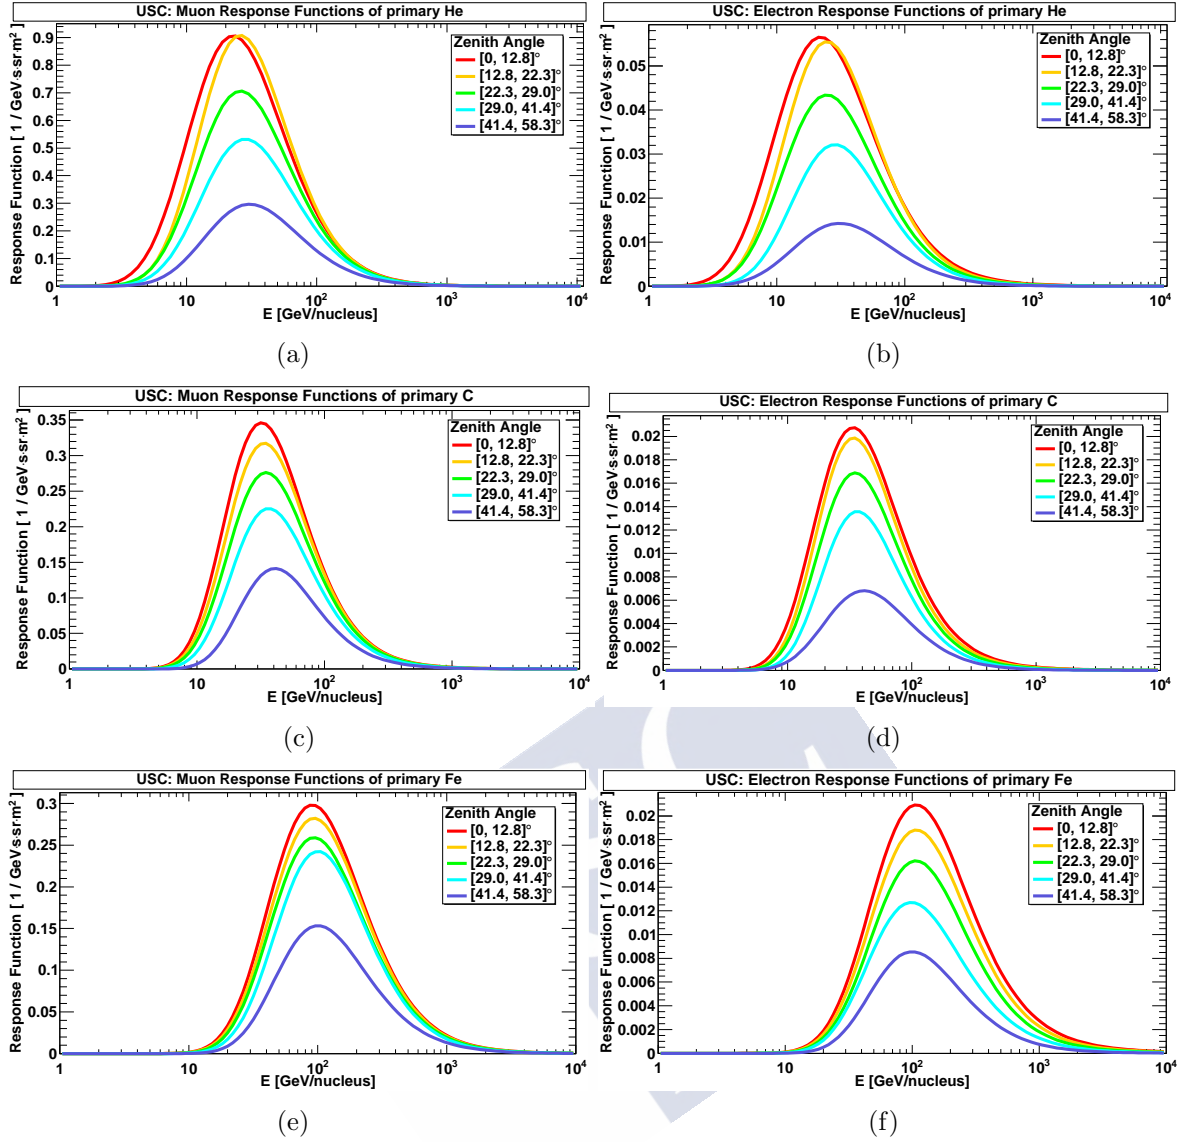 USC: Muon Response Functions of primary He
Response Function [ 1 / GeV·s·sr·m² ]
0.9
0.8
0.7
0.6
0.5
0.4
0.3
0.2
0.1
0
Zenith Angle
[0, 12.8]°
[12.8, 22.3]°
[22.3, 29.0]°
[29.0, 41.4]°
[41.4, 58.3]°
1 10 10² 10³ 10⁴
E [GeV/nucleus]
(a)
USC: Electron Response Functions of primary He
Response Function [ 1 / GeV·s·sr·m² ]
0.05
0.04
0.03
0.02
0.01
0
Zenith Angle
[0, 12.8]°
[12.8, 22.3]°
[22.3, 29.0]°
[29.0, 41.4]°
[41.4, 58.3]°
1 10 10² 10³ 10⁴
E [GeV/nucleus]
(b)
USC: Muon Response Functions of primary C
Response Function [ 1 / GeV·s·sr·m² ]
0.35
0.3
0.25
0.2
0.15
0.1
0.05
0
Zenith Angle
[0, 12.8]°
[12.8, 22.3]°
[22.3, 29.0]°
[29.0, 41.4]°
[41.4, 58.3]°
1 10 10² 10³ 10⁴
E [GeV/nucleus]
(c)
USC: Electron Response Functions of primary C
Response Function [ 1 / GeV·s·sr·m² ]
0.02
0.018
0.016
0.014
0.012
0.01
0.008
0.006
0.004
0.002
0
Zenith Angle
[0, 12.8]°
[12.8, 22.3]°
[22.3, 29.0]°
[29.0, 41.4]°
[41.4, 58.3]°
1 10 10² 10³ 10⁴
E [GeV/nucleus]
(d)
USC: Muon Response Functions of primary Fe
Response Function [ 1 / GeV·s·sr·m² ]
0.3
0.25
0.2
0.15
0.1
0.05
0
Zenith Angle
[0, 12.8]°
[12.8, 22.3]°
[22.3, 29.0]°
[29.0, 41.4]°
[41.4, 58.3]°
1 10 10² 10³ 10⁴
E [GeV/nucleus]
(e)
USC: Electron Response Functions of primary Fe
Response Function [ 1 / GeV·s·sr·m² ]
0.02
0.018
0.016
0.014
0.012
0.01
0.008
0.006
0.004
0.002
0
Zenith Angle
[0, 12.8]°
[12.8, 22.3]°
[22.3, 29.0]°
[29.0, 41.4]°
[41.4, 58.3]°
1 10 10² 10³ 10⁴
E [GeV/nucleus]
(f)